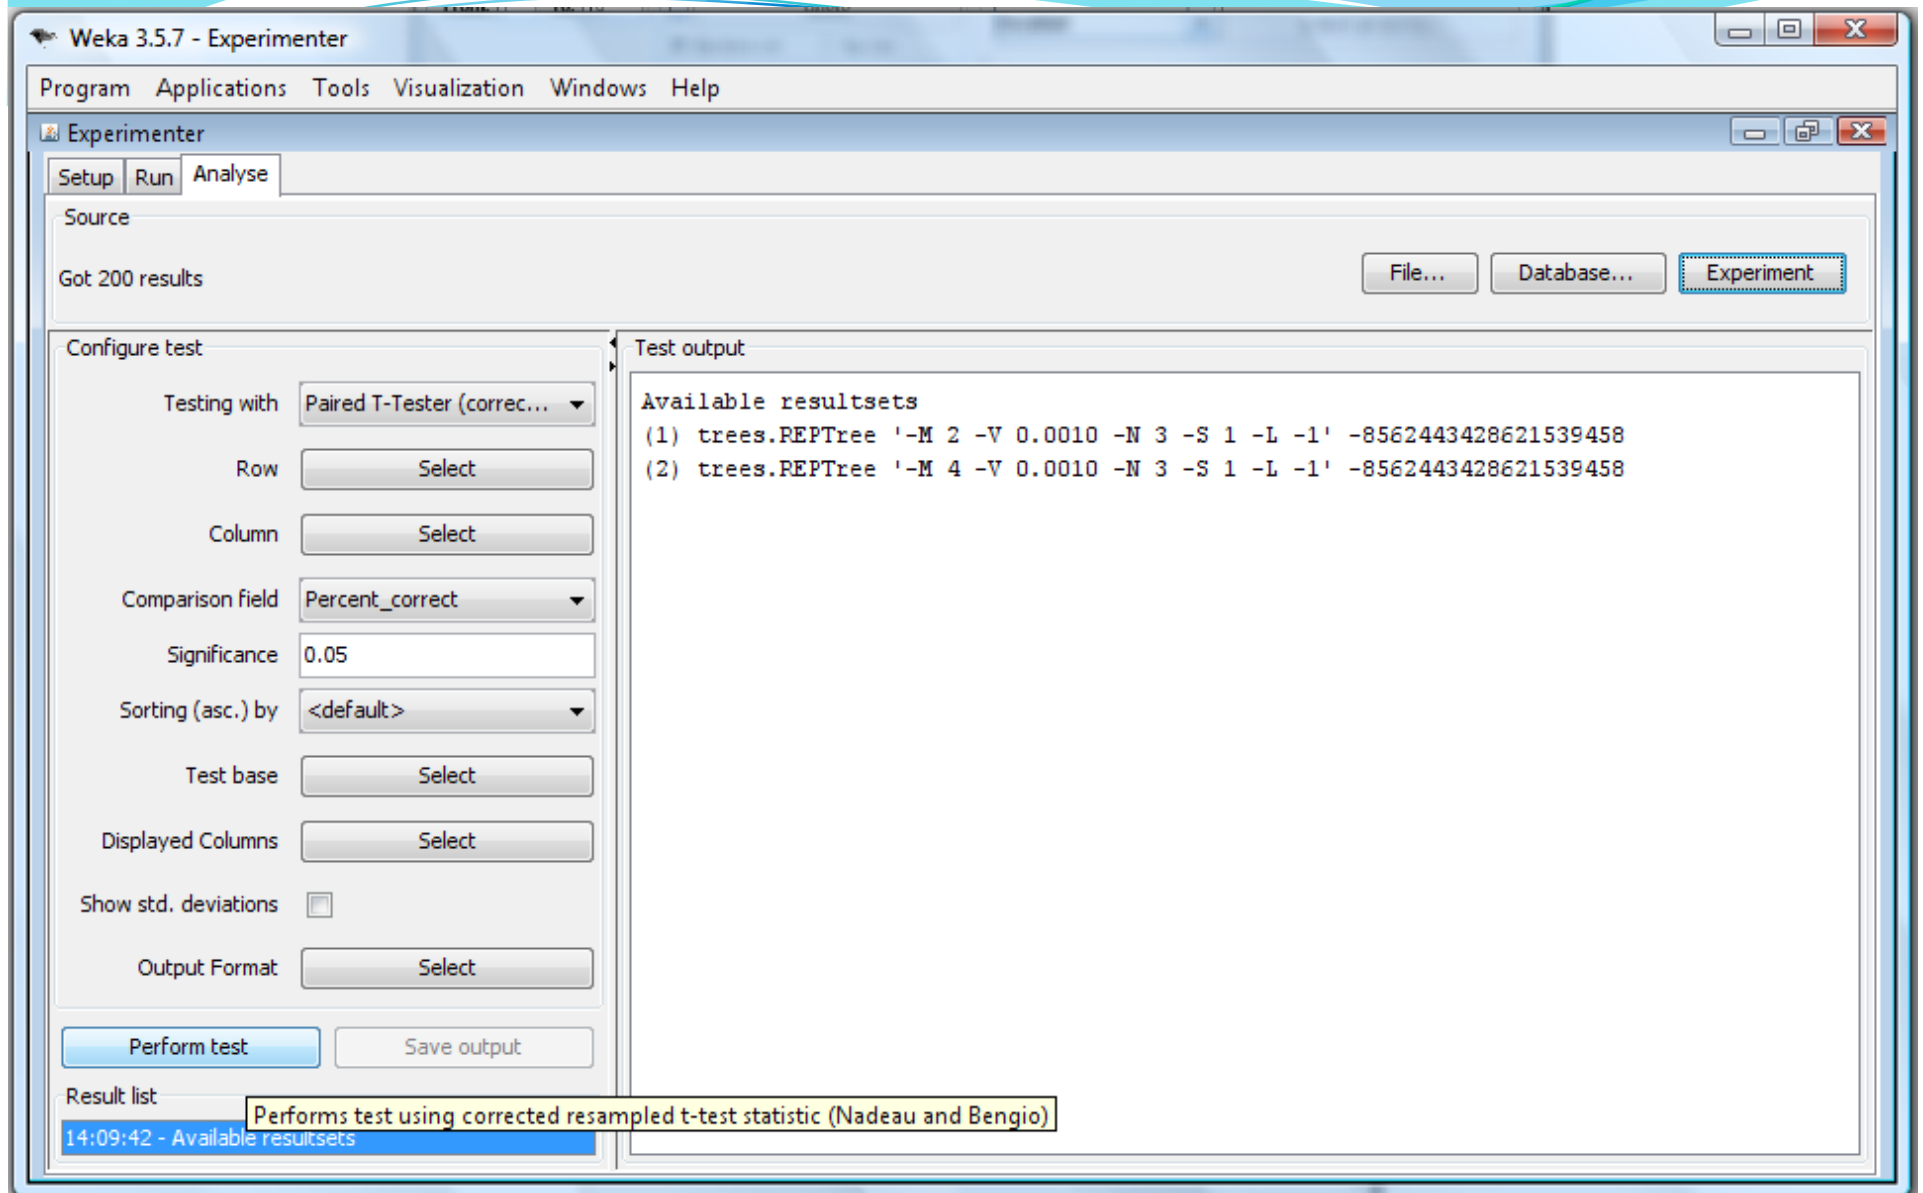 Weka 3.5.7 - Experimenter
Program Applications Tools Visualization Windows Help
Experimenter
Setup Run Analyse
Source
Got 200 results
File... Database... Experiment
Configure test
Testing with Paired T-Tester (correc...
Row Select
Column Select
Comparison field Percent_correct
Significance 0.05
Sorting (asc.) by <default>
Test base Select
Displayed Columns Select
Show std. deviations
Output Format Select
Perform test Save output
Result list
14:09:42 - Available resultsets
Performs test using corrected resampled t-test statistic (Nadeau and Bengio)
Test output
Available resultsets
(1) trees.REPTree '-M 2 -V 0.0010 -N 3 -S 1 -L -1' -8562443428621539458
(2) trees.REPTree '-M 4 -V 0.0010 -N 3 -S 1 -L -1' -8562443428621539458